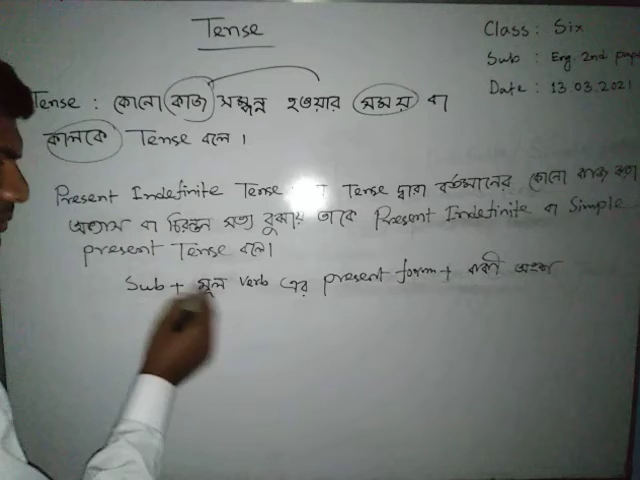 Tense
Class : Six
Sub : Eng 2nd pap
Date : 13.03.2021
Tense : কোনো কাজ সম্পন্ন হওয়ার সময় বা
কালকে Tense বলে ।
Present Indefinite Tense : Tense দ্বারা বর্তমানের কোনো কাজ করা
অভ্যাস বা চিরন্তন সত্য বুঝায় তাকে Present Indefinite বা Simple
present Tense বলে।
Sub + মূল verb এর present form + বাকী অংশ